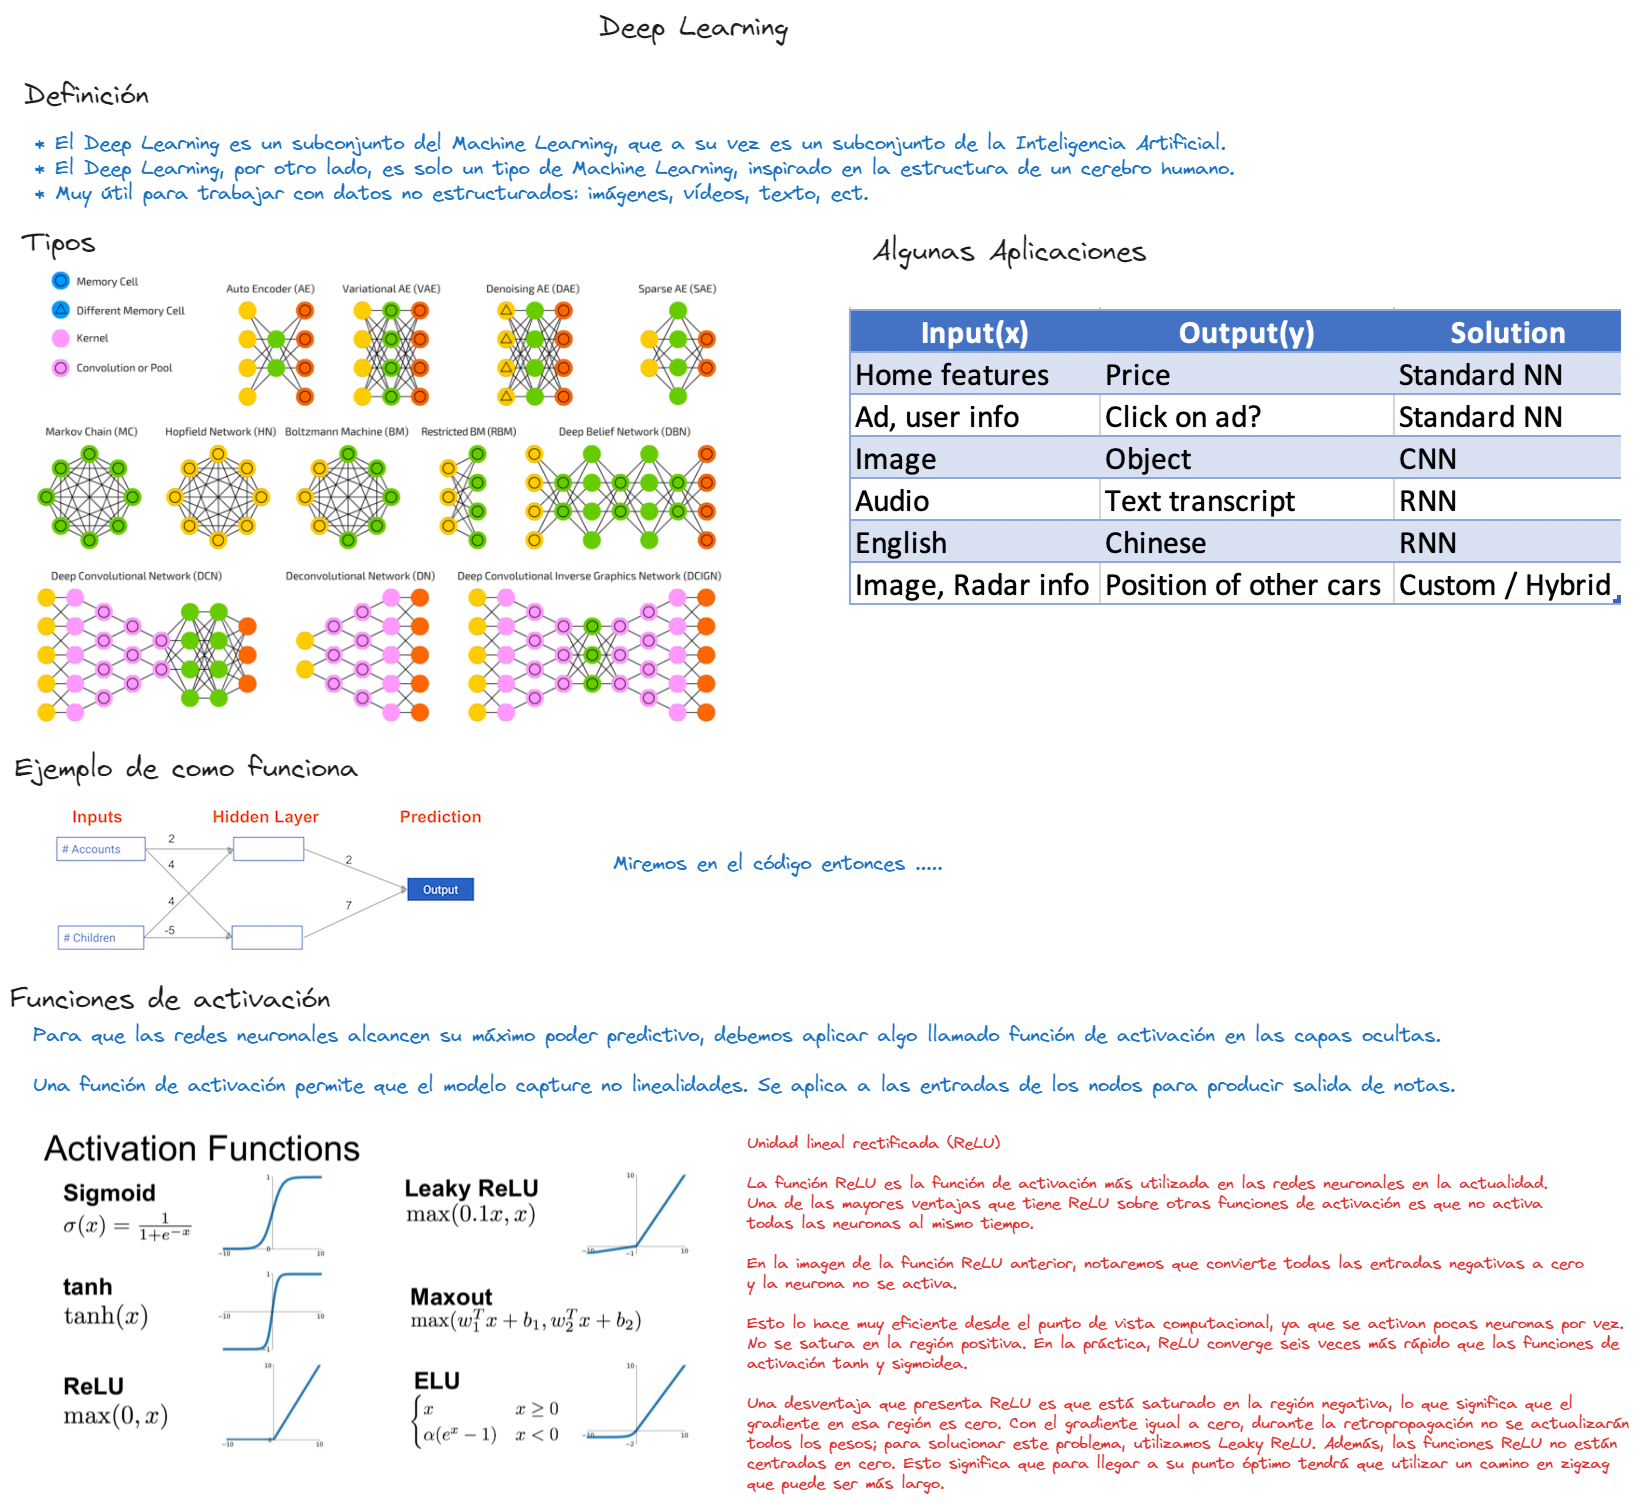 Deep Learning
Definición
* El Deep Learning es un subconjunto del Machine Learning, que a su vez es un subconjunto de la Inteligencia Artificial.
* El Deep Learning, por otro lado, es solo un tipo de Machine Learning, inspirado en la estructura de un cerebro humano.
* Muy útil para trabajar con datos no estructurados: imágenes, vídeos, texto, ect.
Tipos
Memory Cell
Different Memory Cell
Kernel
Convolution or Pool
Auto Encoder (AE) Variational AE (VAE) Denoising AE (DAE) Sparse AE (SAE)
Markov Chain (MC) Hopfield Network (HN) Boltzmann Machine (BM) Restricted BM (RBM) Deep Belief Network (DBN)
Deep Convolutional Network (DCN) Deconvolutional Network (DN) Deep Convolutional Inverse Graphics Network (DCIGN)
Algunas Aplicaciones
Input(x) Output(y) Solution
Home features Price Standard NN
Ad, user info Click on ad? Standard NN
Image Object CNN
Audio Text transcript RNN
English Chinese RNN
Image, Radar info Position of other cars Custom / Hybrid
Ejemplo de como funciona
Inputs Hidden Layer Prediction
# Accounts
2
4
2
Output
4
7
-5
# Children
Miremos en el código entonces .....
Funciones de activación
Para que las redes neuronales alcancen su máximo poder predictivo, debemos aplicar algo llamado función de activación en las capas ocultas.
Una función de activación permite que el modelo capture no linealidades. Se aplica a las entradas de los nodos para producir salida de notas.
Activation Functions
Sigmoid
σ(x) = 1/(1+e^{-x})
1
-10 0 10
tanh
tanh(x)
1
-10 10
-1
ReLU
max(0, x)
10
-10 0 10
Leaky ReLU
max(0.1x, x)
10
-10 -1 10
Maxout
max(w_1^T x + b_1, w_2^T x + b_2)
ELU
x x ≥ 0
α(e^x − 1) x < 0
10
-10 -2 10
Unidad lineal rectificada (ReLU)
La función ReLU es la función de activación más utilizada en las redes neuronales en la actualidad.
Una de las mayores ventajas que tiene ReLU sobre otras funciones de activación es que no activa
todas las neuronas al mismo tiempo.
En la imagen de la función ReLU anterior, notaremos que convierte todas las entradas negativas a cero
y la neurona no se activa.
Esto lo hace muy eficiente desde el punto de vista computacional, ya que se activan pocas neuronas por vez.
No se satura en la región positiva. En la práctica, ReLU converge seis veces más rápido que las funciones de
activación tanh y sigmoidea.
Una desventaja que presenta ReLU es que está saturado en la región negativa, lo que significa que el
gradiente en esa región es cero. Con el gradiente igual a cero, durante la retropropagación no se actualizarán
todos los pesos; para solucionar este problema, utilizamos Leaky ReLU. Además, las funciones ReLU no están
centradas en cero. Esto significa que para llegar a su punto óptimo tendrá que utilizar un camino en zigzag
que puede ser más largo.